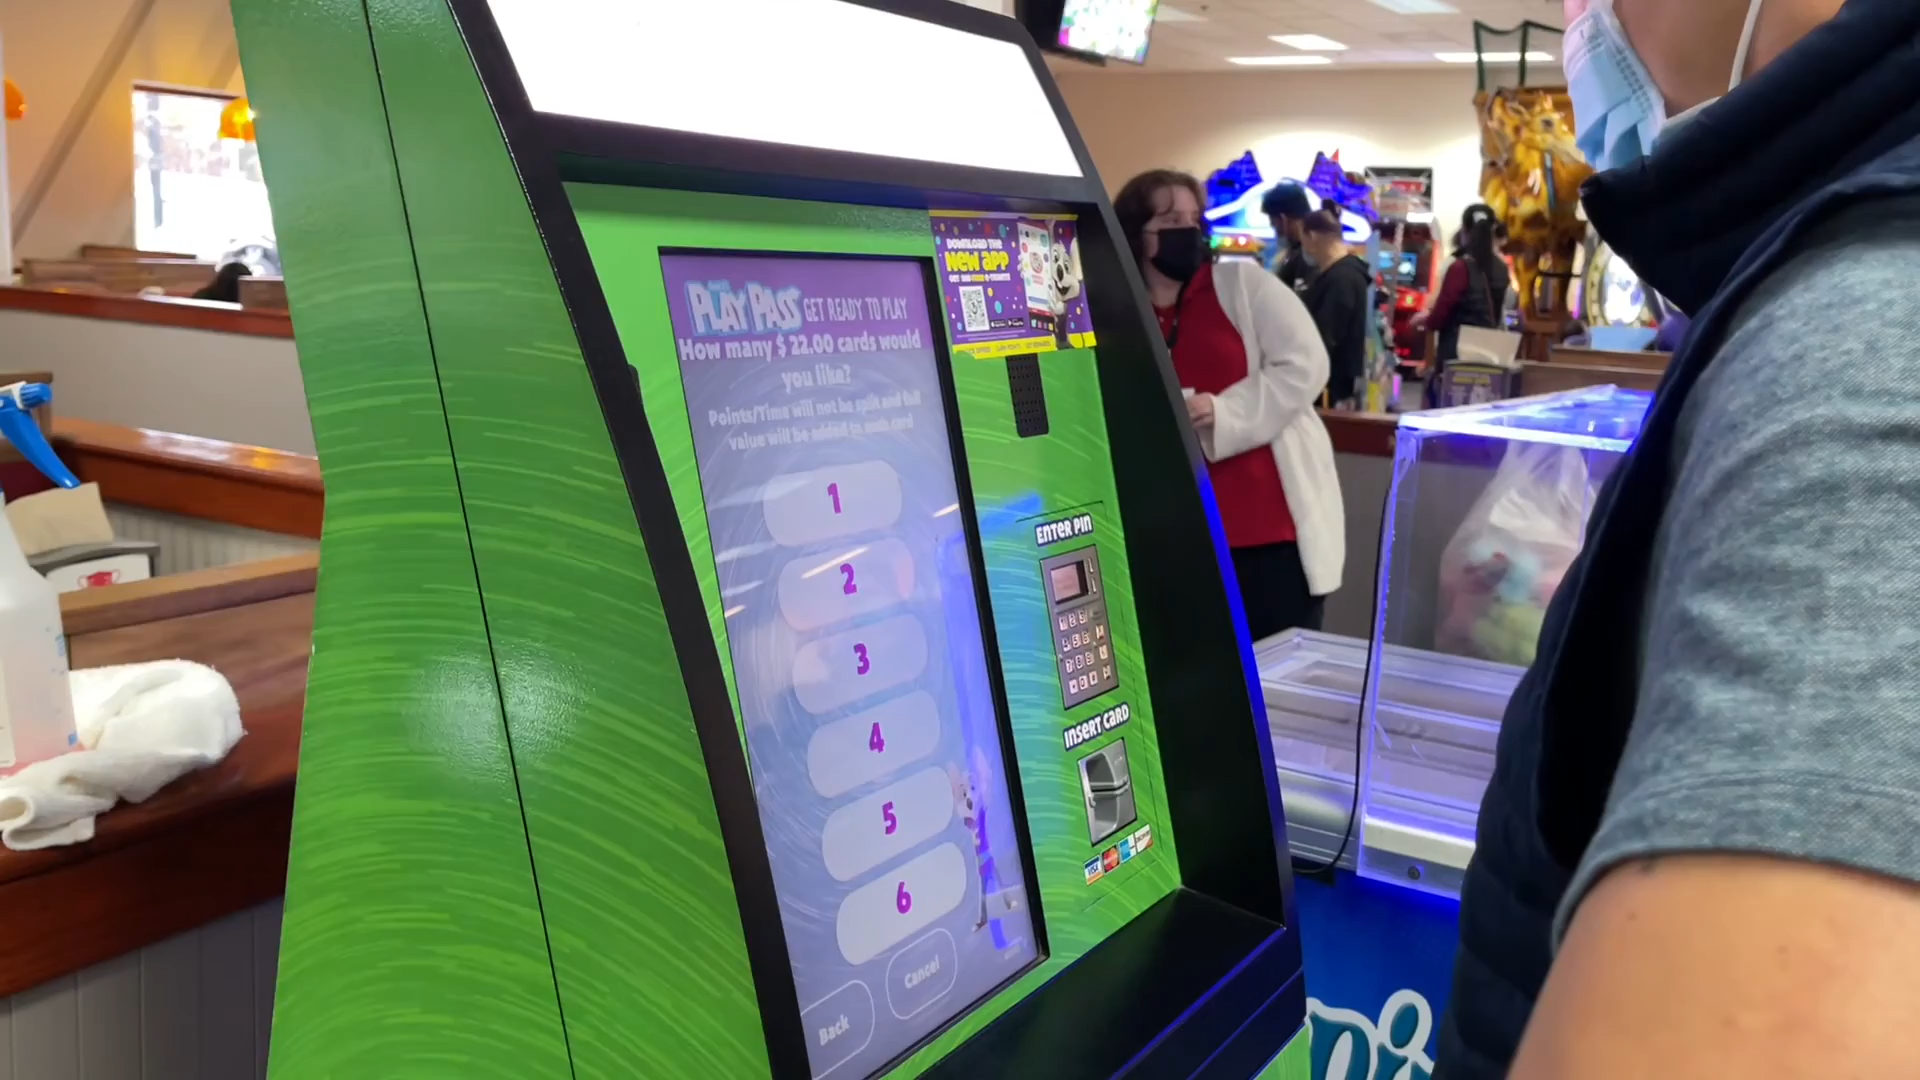 PLAY PASS GET READY TO PLAY
How many $ 22.00 cards would
you like?
Points/Time will not be split and full
value will be added to each card
1
2
3
4
5
6
Cancel
Back
DOWNLOAD THE
NEW APP
ENTER PIN
INSERT CARD
VISA